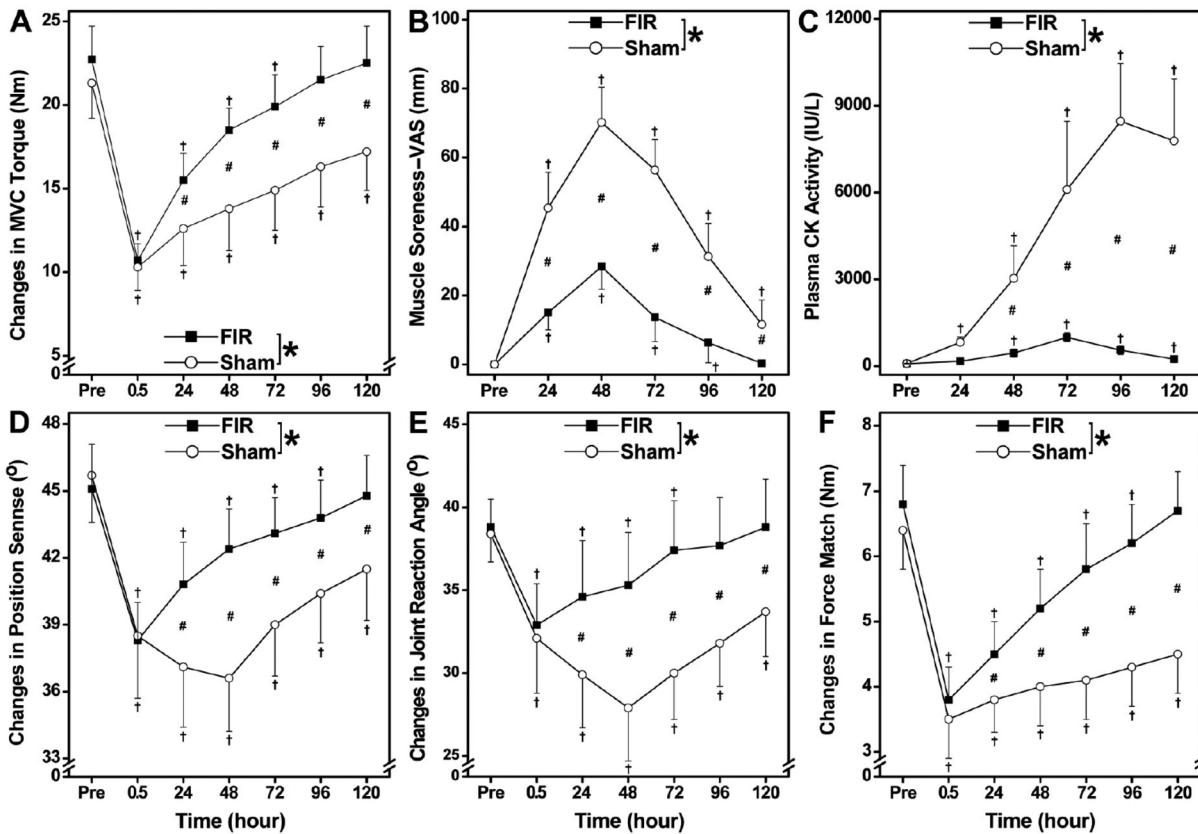 A
Changes in MVC Torque (Nm)
25
20
15
10
5
0
FIR
Sham
*
† † † †
# # # # #
† † † † † †
Pre 0.5 24 48 72 96 120
B
Muscle Soreness–VAS (mm)
100
80
60
40
20
0
FIR
Sham
*
† † † † †
# # # # #
† † † †
Pre 24 48 72 96 120
C
Plasma CK Activity (IU/L)
12000
9000
6000
3000
0
FIR
Sham
*
† † † † †
# # # #
† † † †
Pre 24 48 72 96 120
D
Changes in Position Sennse (º)
48
45
42
39
36
33
0
FIR
Sham
*
† † † † †
# # # # #
† † † † † †
Pre 0.5 24 48 72 96 120
Time (hour)
E
Changes in Joint Reaction Angle (º)
45
40
35
30
25
0
FIR
Sham
*
† † † †
# # # # #
† † † † † †
Pre 0.5 24 48 72 96 120
Time (hour)
F
Changes in Force Match (Nm)
8
7
6
5
4
3
0
FIR
Sham
*
† † † † †
# # # # #
† † † † † †
Pre 0.5 24 48 72 96 120
Time (hour)